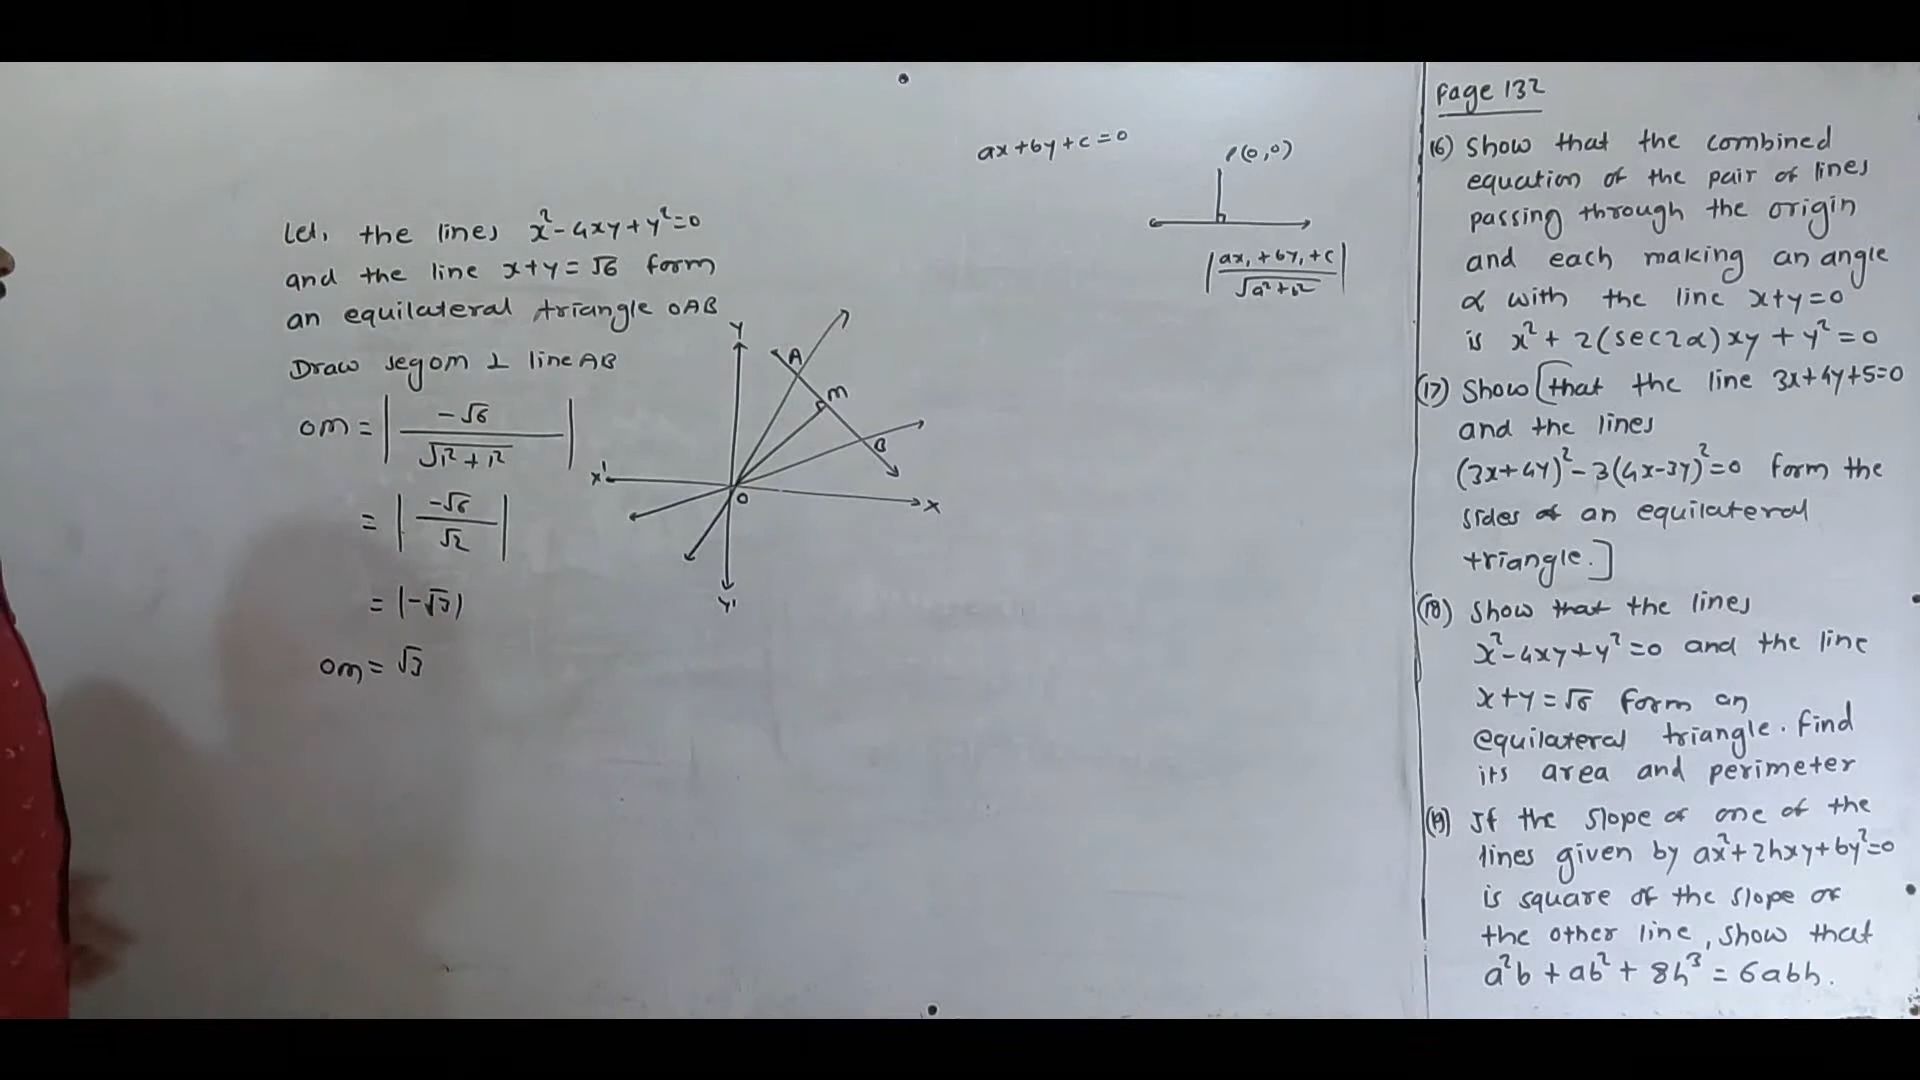 Let, the lines x²-4xy+y²=0
and the line x+y=√6 form
an equilateral triangle OAB
Draw seg om ⊥ line AB
om = | -√6 / √1²+1² |
= | -√6 / √2 |
= |-√3|
om = √3
Y
A
m
B
X'
O
X
Y'
ax+by+c=0
P(0,0)
| ax₁+by₁+c / √a²+b² |
Page 132
16) Show that the combined
equation of the pair of lines
passing through the origin
and each making an angle
α with the line x+y=0
is x²+2(sec2α)xy+y²=0
(17) Show [that the line 3x+4y+5=0
and the lines
(3x+4y)²-3(4x-3y)²=0 form the
sides of an equilateral
triangle.]
(18) Show that the lines
x²-4xy+y²=0 and the line
x+y=√6 form an
equilateral triangle. Find
its area and perimeter
(19) If the slope of one of the
lines given by ax²+2hxy+by²=0
is square of the slope of
the other line, show that
a²b+ab²+8h³=6abh.